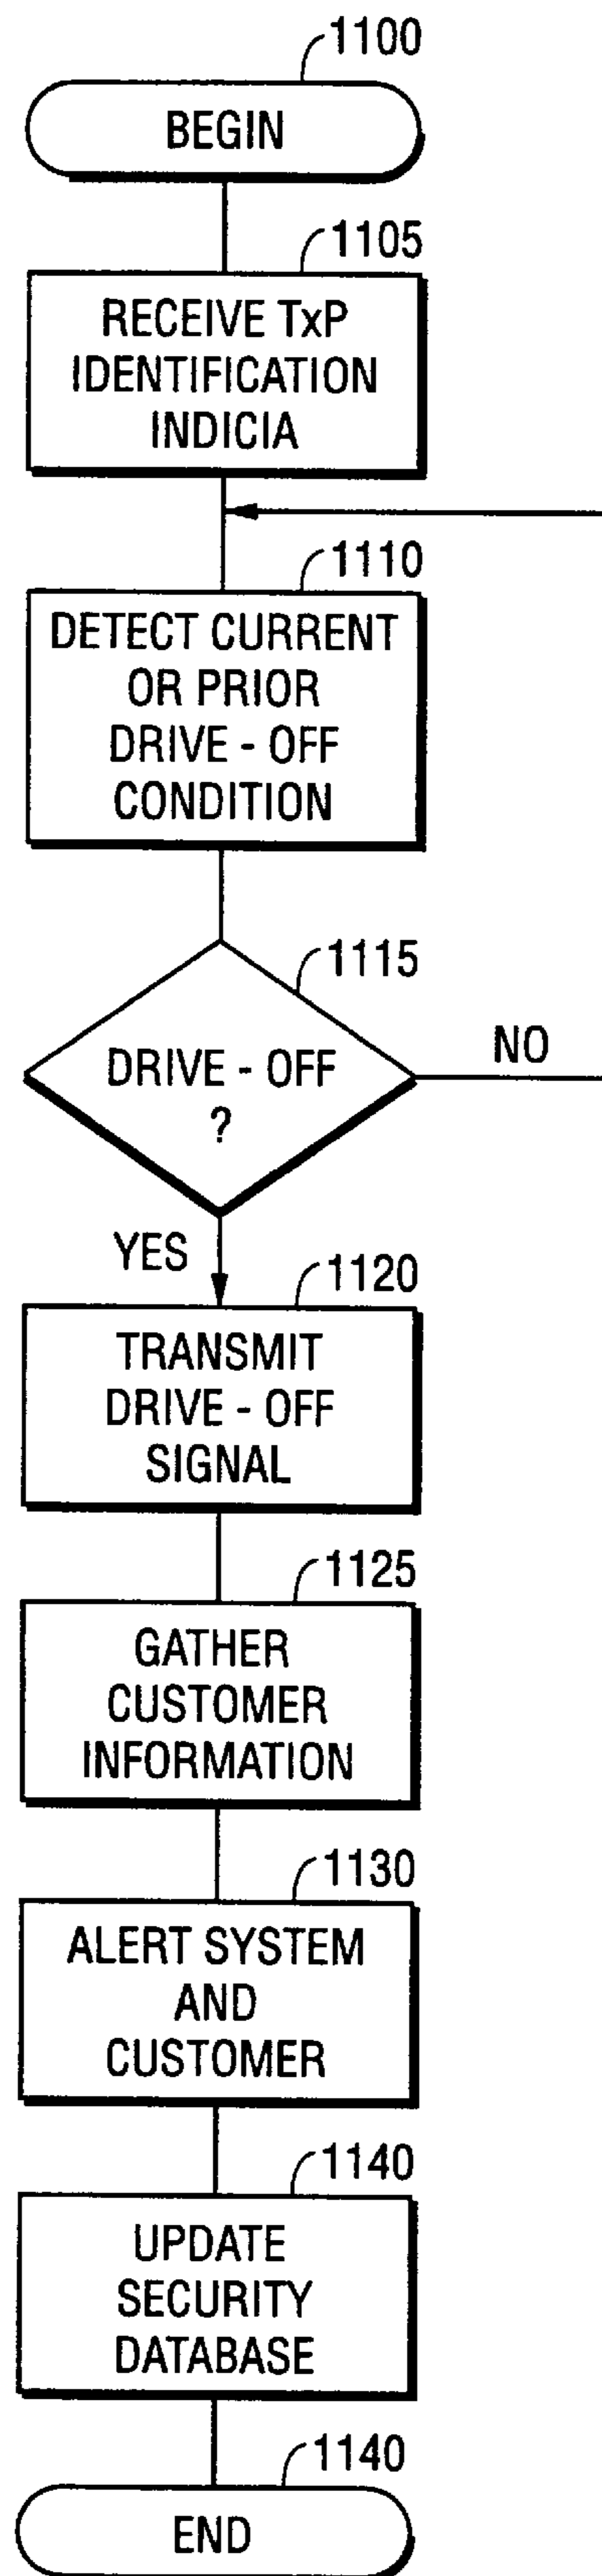 1100
BEGIN
1105
RECEIVE TxP
IDENTIFICATION
INDICIA
1110
DETECT CURRENT
OR PRIOR
DRIVE - OFF
CONDITION
1115
DRIVE - OFF
?
NO
YES
1120
TRANSMIT
DRIVE - OFF
SIGNAL
1125
GATHER
CUSTOMER
INFORMATION
1130
ALERT SYSTEM
AND
CUSTOMER
1140
UPDATE
SECURITY
DATABASE
1140
END